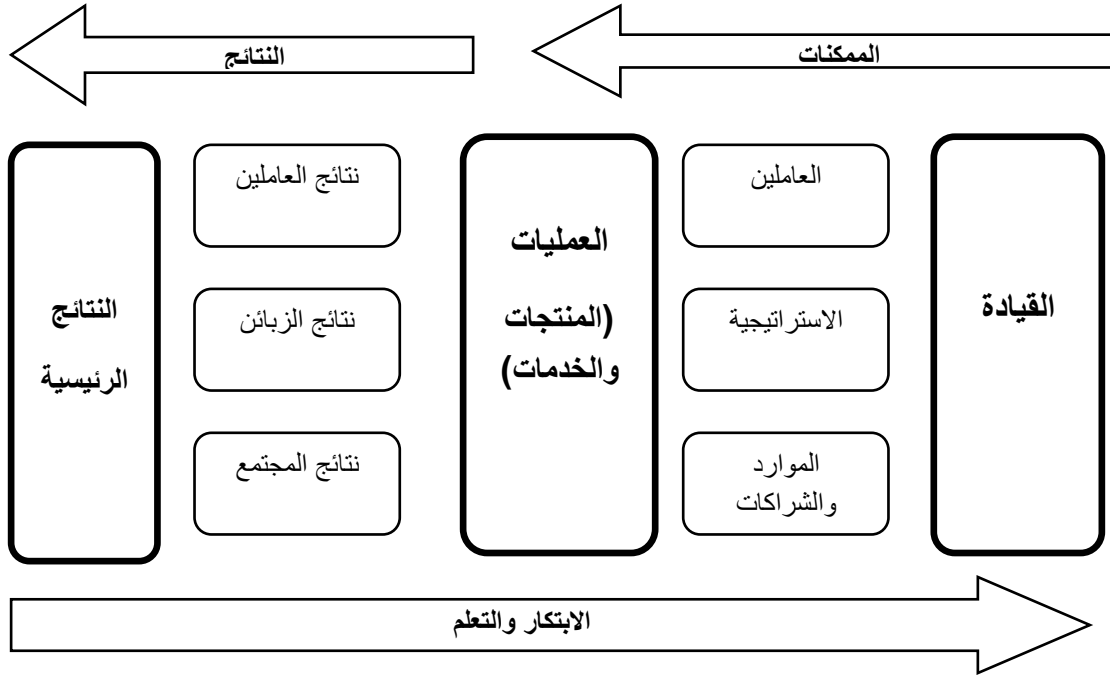 الممكنات
النتائج
القيادة
العاملين
الاستراتيجية
الموارد
والشراكات
العمليات
(المنتجات
والخدمات)
نتائج العاملين
نتائج الزبائن
نتائج المجتمع
النتائج
الرئيسية
الابتكار والتعلم